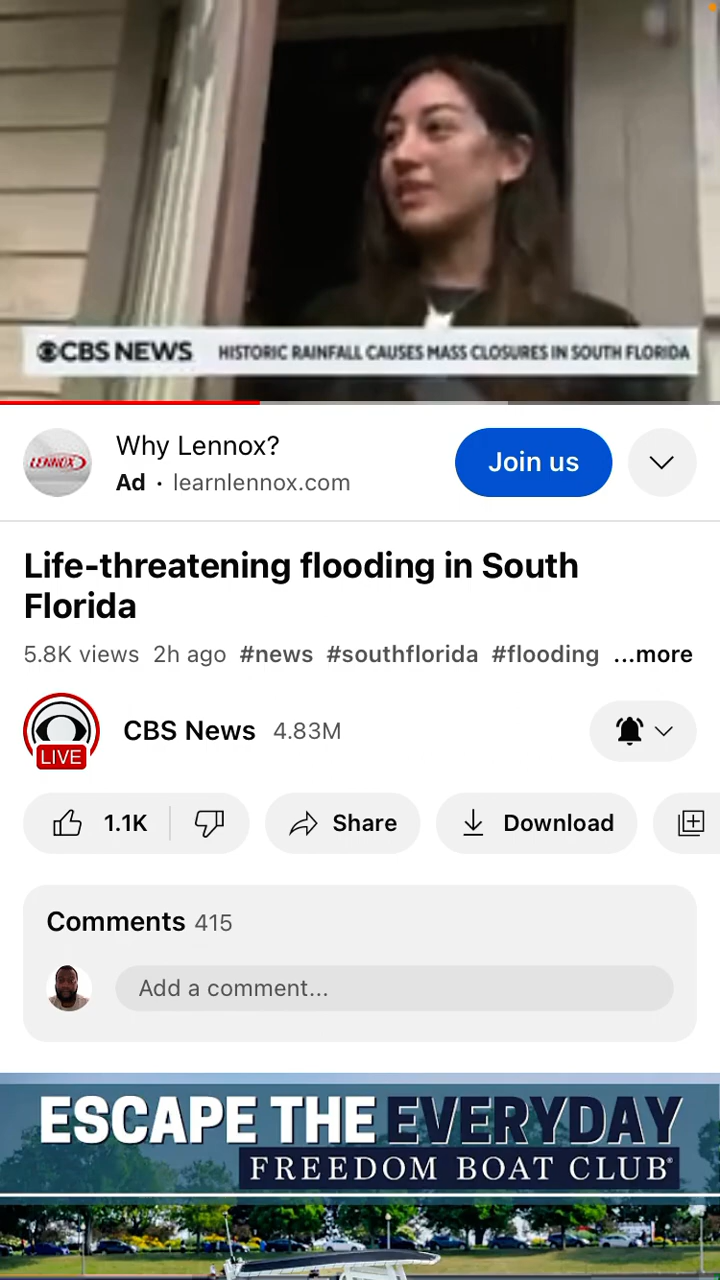 CBS NEWS HISTORIC RAINFALL CAUSES MASS CLOSURES IN SOUTH FLORIDA
LENNOX
Why Lennox?
Ad · learnlennox.com
Join us
Life-threatening flooding in South
Florida
5.8K views 2h ago #news #southflorida #flooding ...more
LIVE
CBS News 4.83M
1.1K
Share
Download
Comments 415
Add a comment...
ESCAPE THE EVERYDAY
FREEDOM BOAT CLUB®